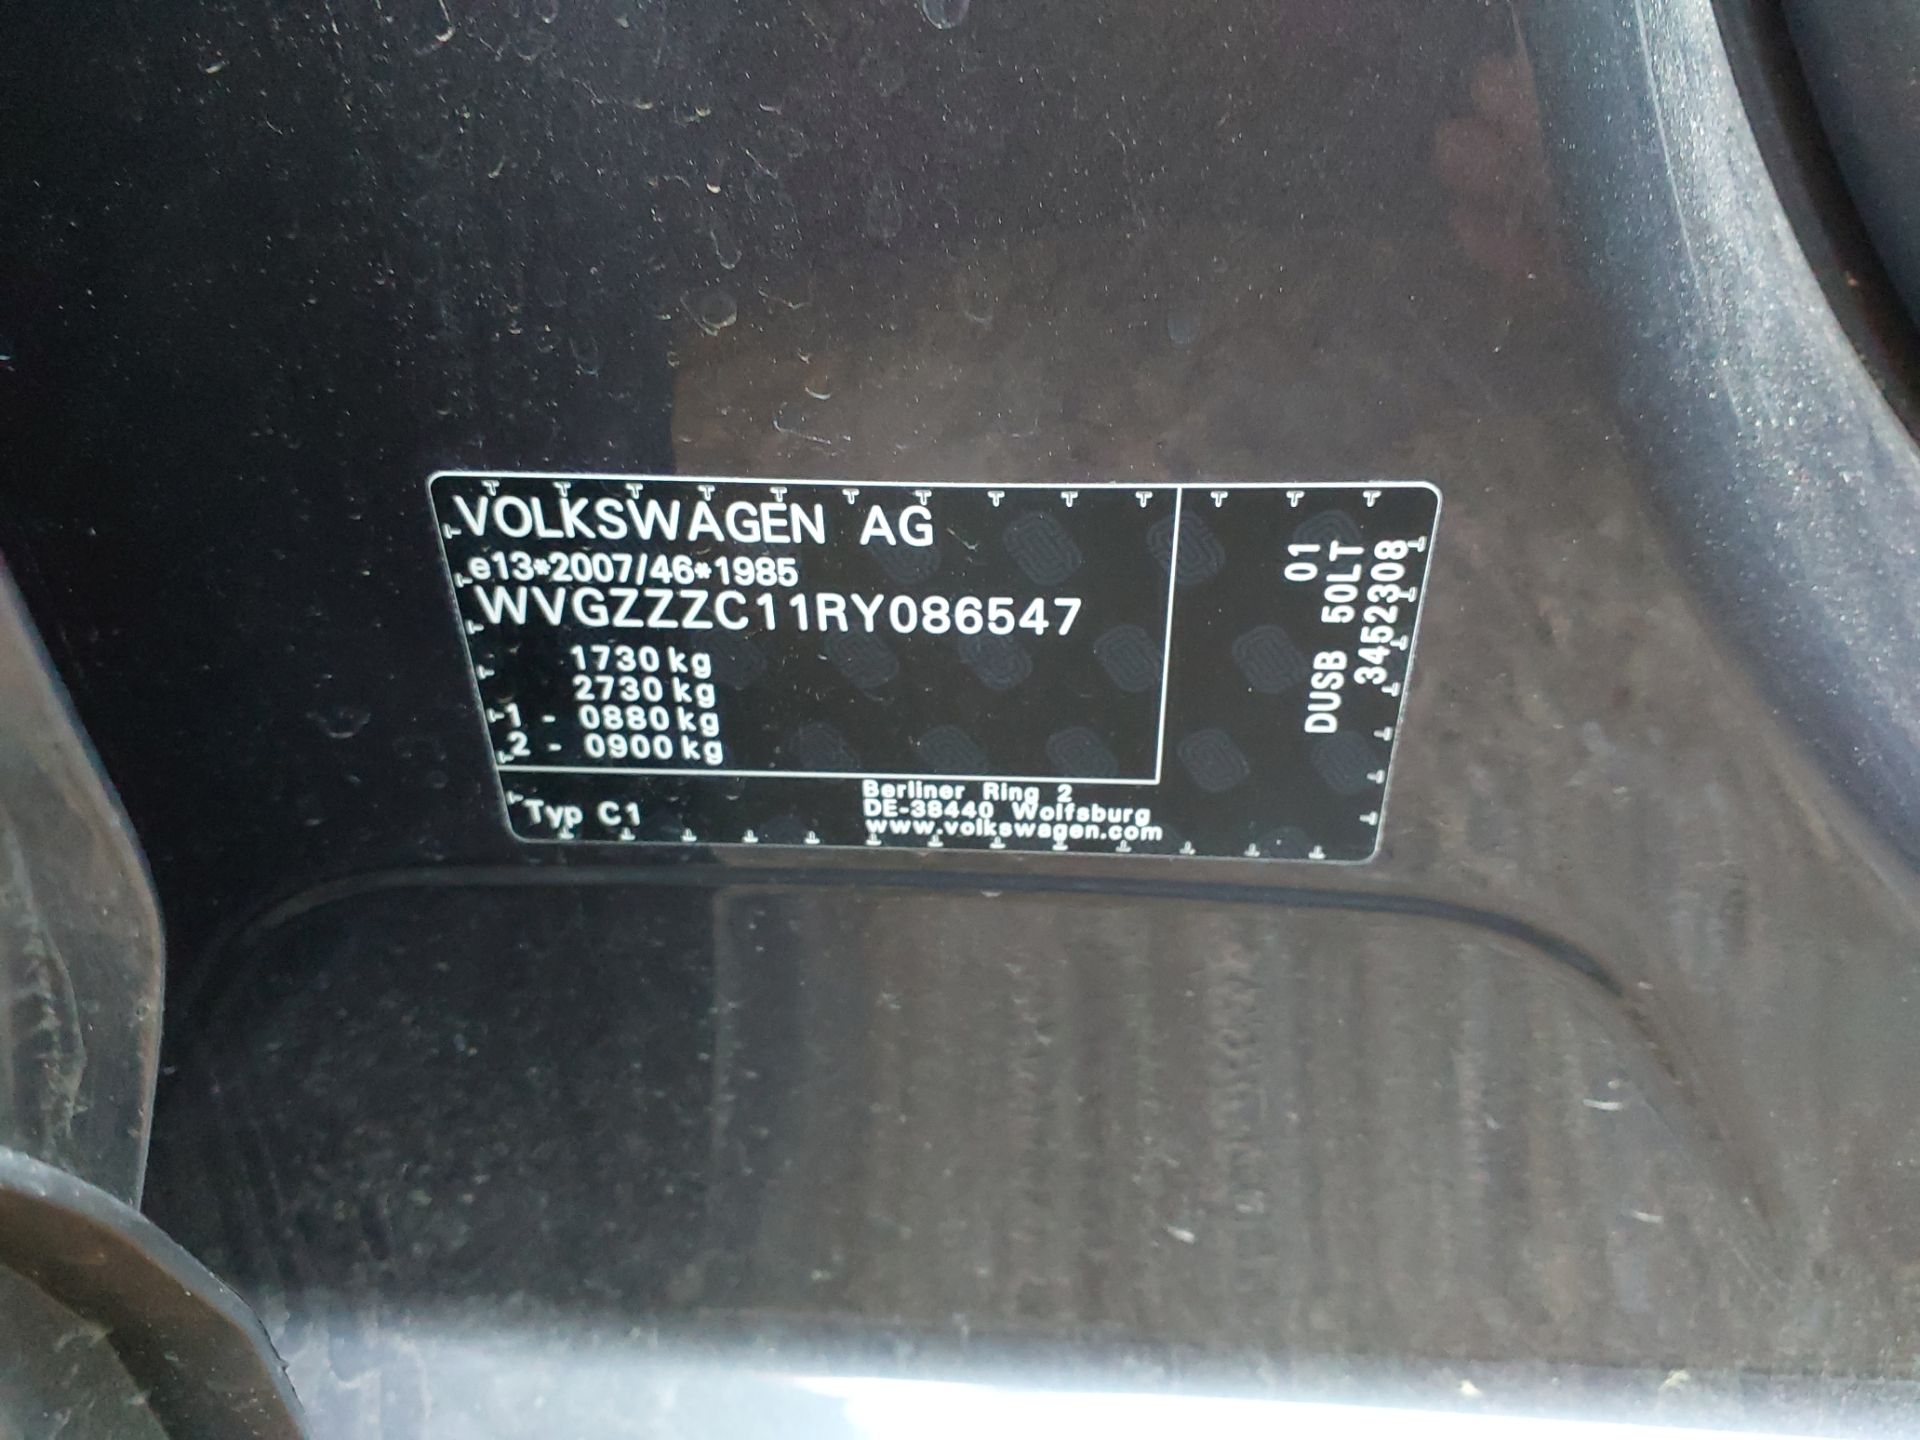 VOLKSWAGEN AG
e13*2007/46*1985
WVGZZZC11RY086547
1730 kg
2730 kg
1 - 0880 kg
2 - 0900 kg
Typ C1
Berliner Ring 2
DE-38440 Wolfsburg
www.volkswagen.com
01
DUSB 50LT
3452308